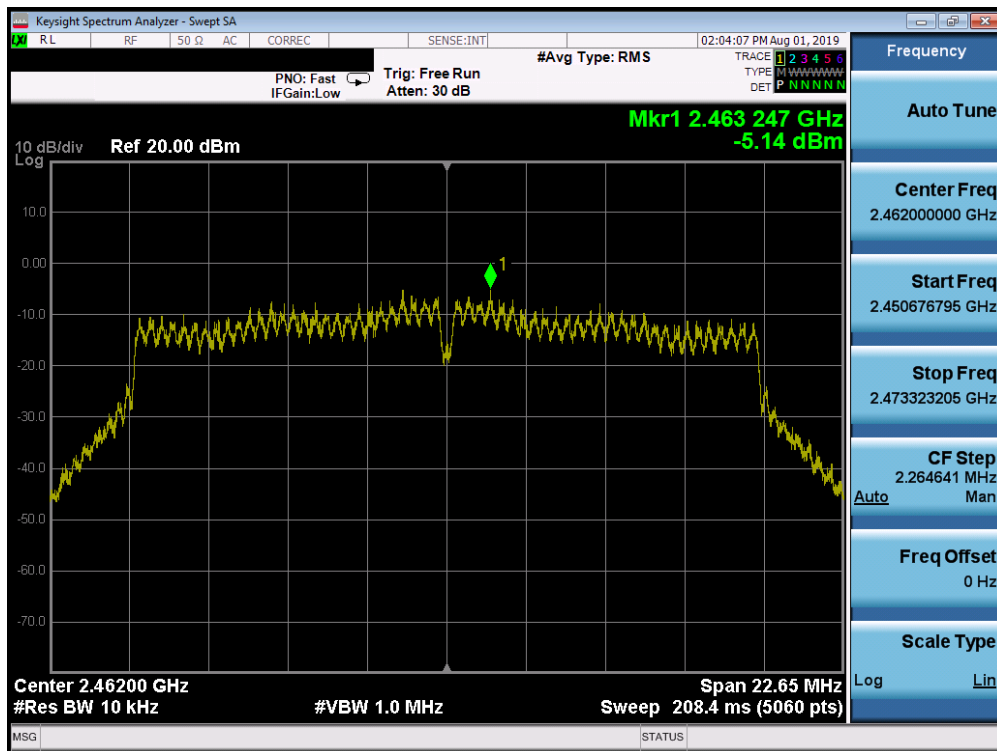 Keysight Spectrum Analyzer - Swept SA
LXI RL RF 50 Ω AC CORREC SENSE:INT 02:04:07 PM Aug 01, 2019
Frequency
PNO: Fast
IFGain:Low
Trig: Free Run
Atten: 30 dB
#Avg Type: RMS
TRACE 1 2 3 4 5 6
TYPE M WWWWW
DET P N N N N N
Auto Tune
Mkr1 2.463 247 GHz
-5.14 dBm
10 dB/div Ref 20.00 dBm
Log
10.0
0.00
-10.0
-20.0
-30.0
-40.0
-50.0
-60.0
-70.0
1
Center Freq
2.462000000 GHz
Start Freq
2.450676795 GHz
Stop Freq
2.473323205 GHz
CF Step
2.264641 MHz
Auto Man
Freq Offset
0 Hz
Scale Type
Log Lin
Center 2.46200 GHz Span 22.65 MHz
#Res BW 10 kHz #VBW 1.0 MHz Sweep 208.4 ms (5060 pts)
MSG STATUS